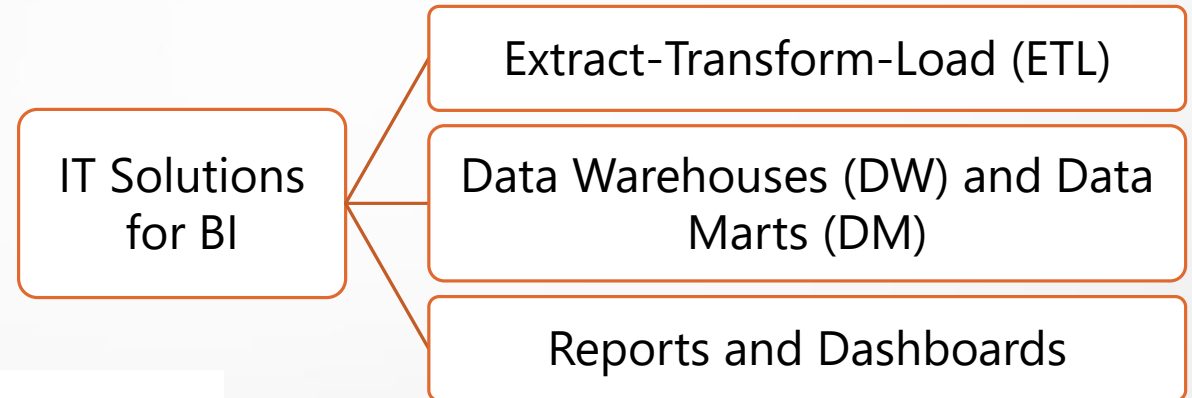 IT Solutions
for BI
Extract-Transform-Load (ETL)
Data Warehouses (DW) and Data
Marts (DM)
Reports and Dashboards